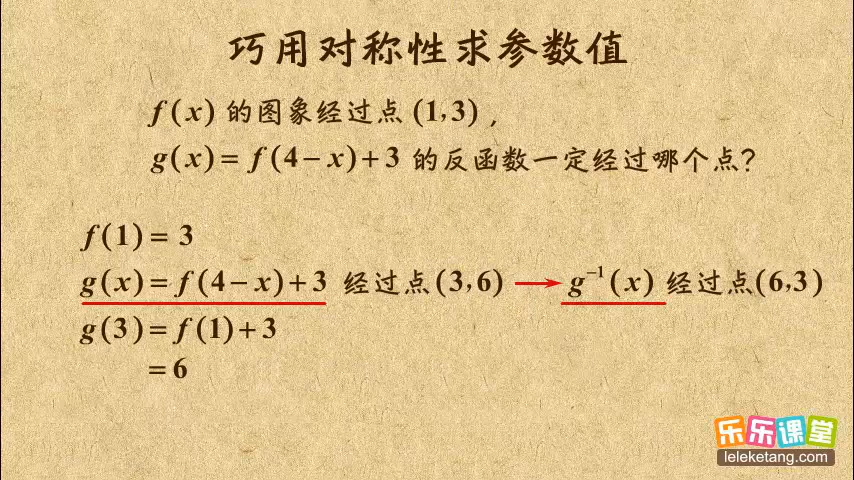 巧用对称性求参数值
f(x)的图象经过点(1,3),
g(x)=f(4-x)+3的反函数一定经过哪个点?
f(1)=3
g(x)=f(4-x)+3 经过点(3,6) → g⁻¹(x)经过点(6,3)
g(3)=f(1)+3
=6
乐乐课堂
leleketang.com